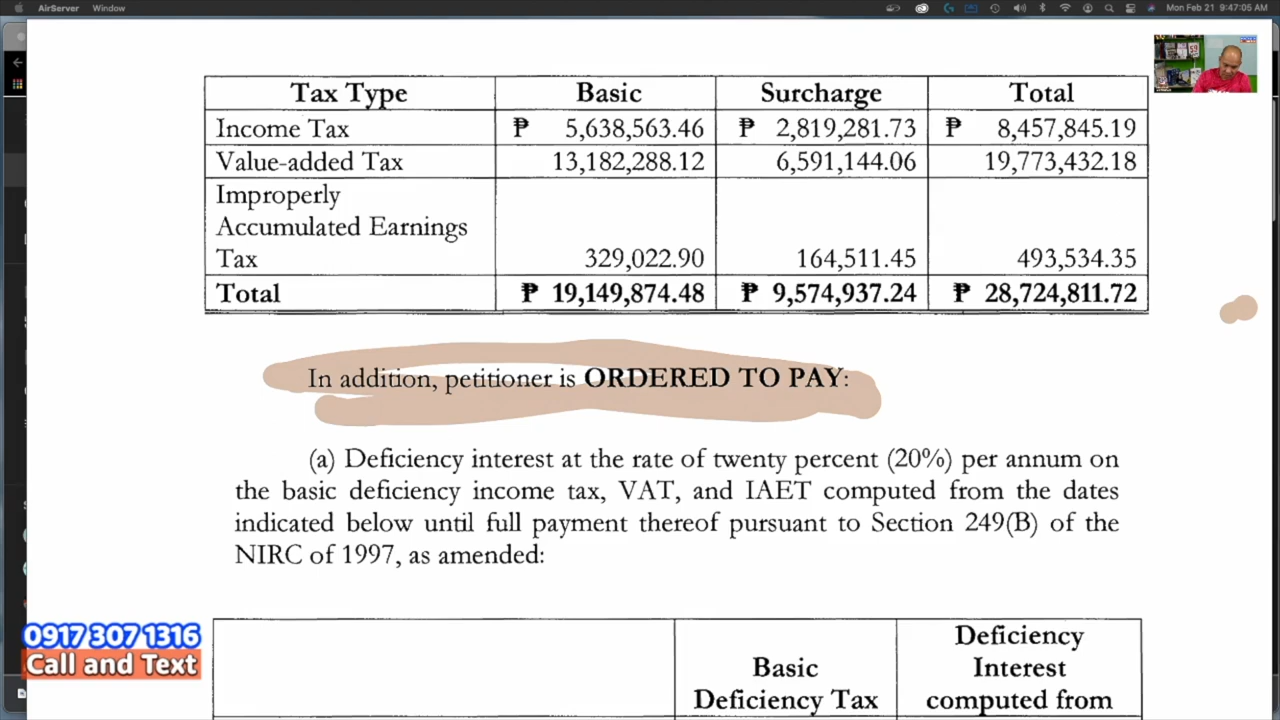 AirServer Window
Mon Feb 21 9:47:05 AM
Tax Type Basic Surcharge Total
Income Tax ₱ 5,638,563.46 ₱ 2,819,281.73 ₱ 8,457,845.19
Value-added Tax 13,182,288.12 6,591,144.06 19,773,432.18
Improperly
Accumulated Earnings
Tax 329,022.90 164,511.45 493,534.35
Total ₱ 19,149,874.48 ₱ 9,574,937.24 ₱ 28,724,811.72
In addition, petitioner is ORDERED TO PAY:
(a) Deficiency interest at the rate of twenty percent (20%) per annum on
the basic deficiency income tax, VAT, and IAET computed from the dates
indicated below until full payment thereof pursuant to Section 249(B) of the
NIRC of 1997, as amended:
0917 307 1316
Call and Text
Basic
Deficiency Tax
Deficiency
Interest
computed from